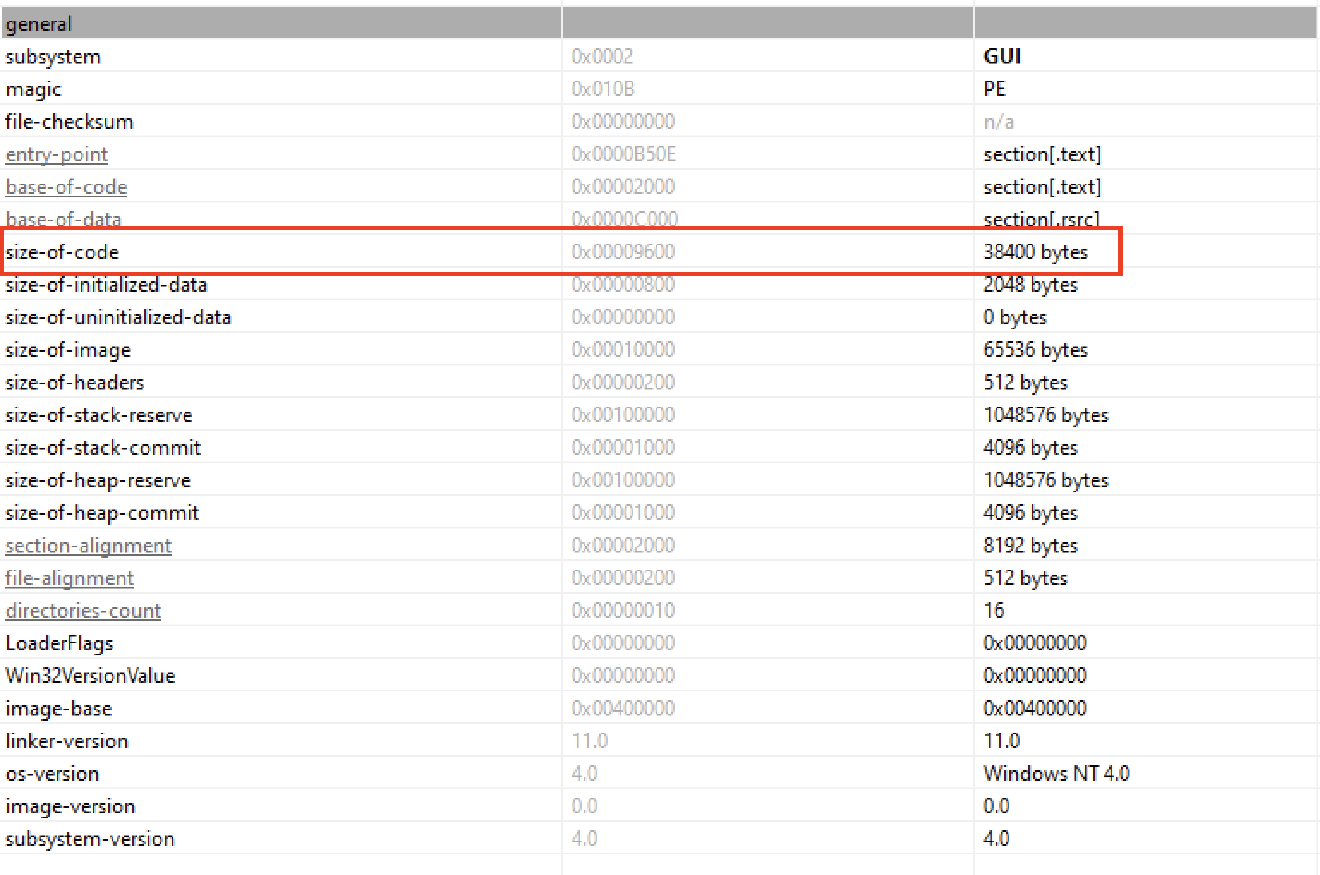 general
subsystem 0x0002 GUI
magic 0x010B PE
file-checksum 0x00000000 n/a
entry-point 0x0000B50E section[.text]
base-of-code 0x00002000 section[.text]
base-of-data 0x0000C000 section[.rsrc]
size-of-code 0x00009600 38400 bytes
size-of-initialized-data 0x00000800 2048 bytes
size-of-uninitialized-data 0x00000000 0 bytes
size-of-image 0x00010000 65536 bytes
size-of-headers 0x00000200 512 bytes
size-of-stack-reserve 0x00100000 1048576 bytes
size-of-stack-commit 0x00001000 4096 bytes
size-of-heap-reserve 0x00100000 1048576 bytes
size-of-heap-commit 0x00001000 4096 bytes
section-alignment 0x00002000 8192 bytes
file-alignment 0x00000200 512 bytes
directories-count 0x00000010 16
LoaderFlags 0x00000000 0x00000000
Win32VersionValue 0x00000000 0x00000000
image-base 0x00400000 0x00400000
linker-version 11.0 11.0
os-version 4.0 Windows NT 4.0
image-version 0.0 0.0
subsystem-version 4.0 4.0